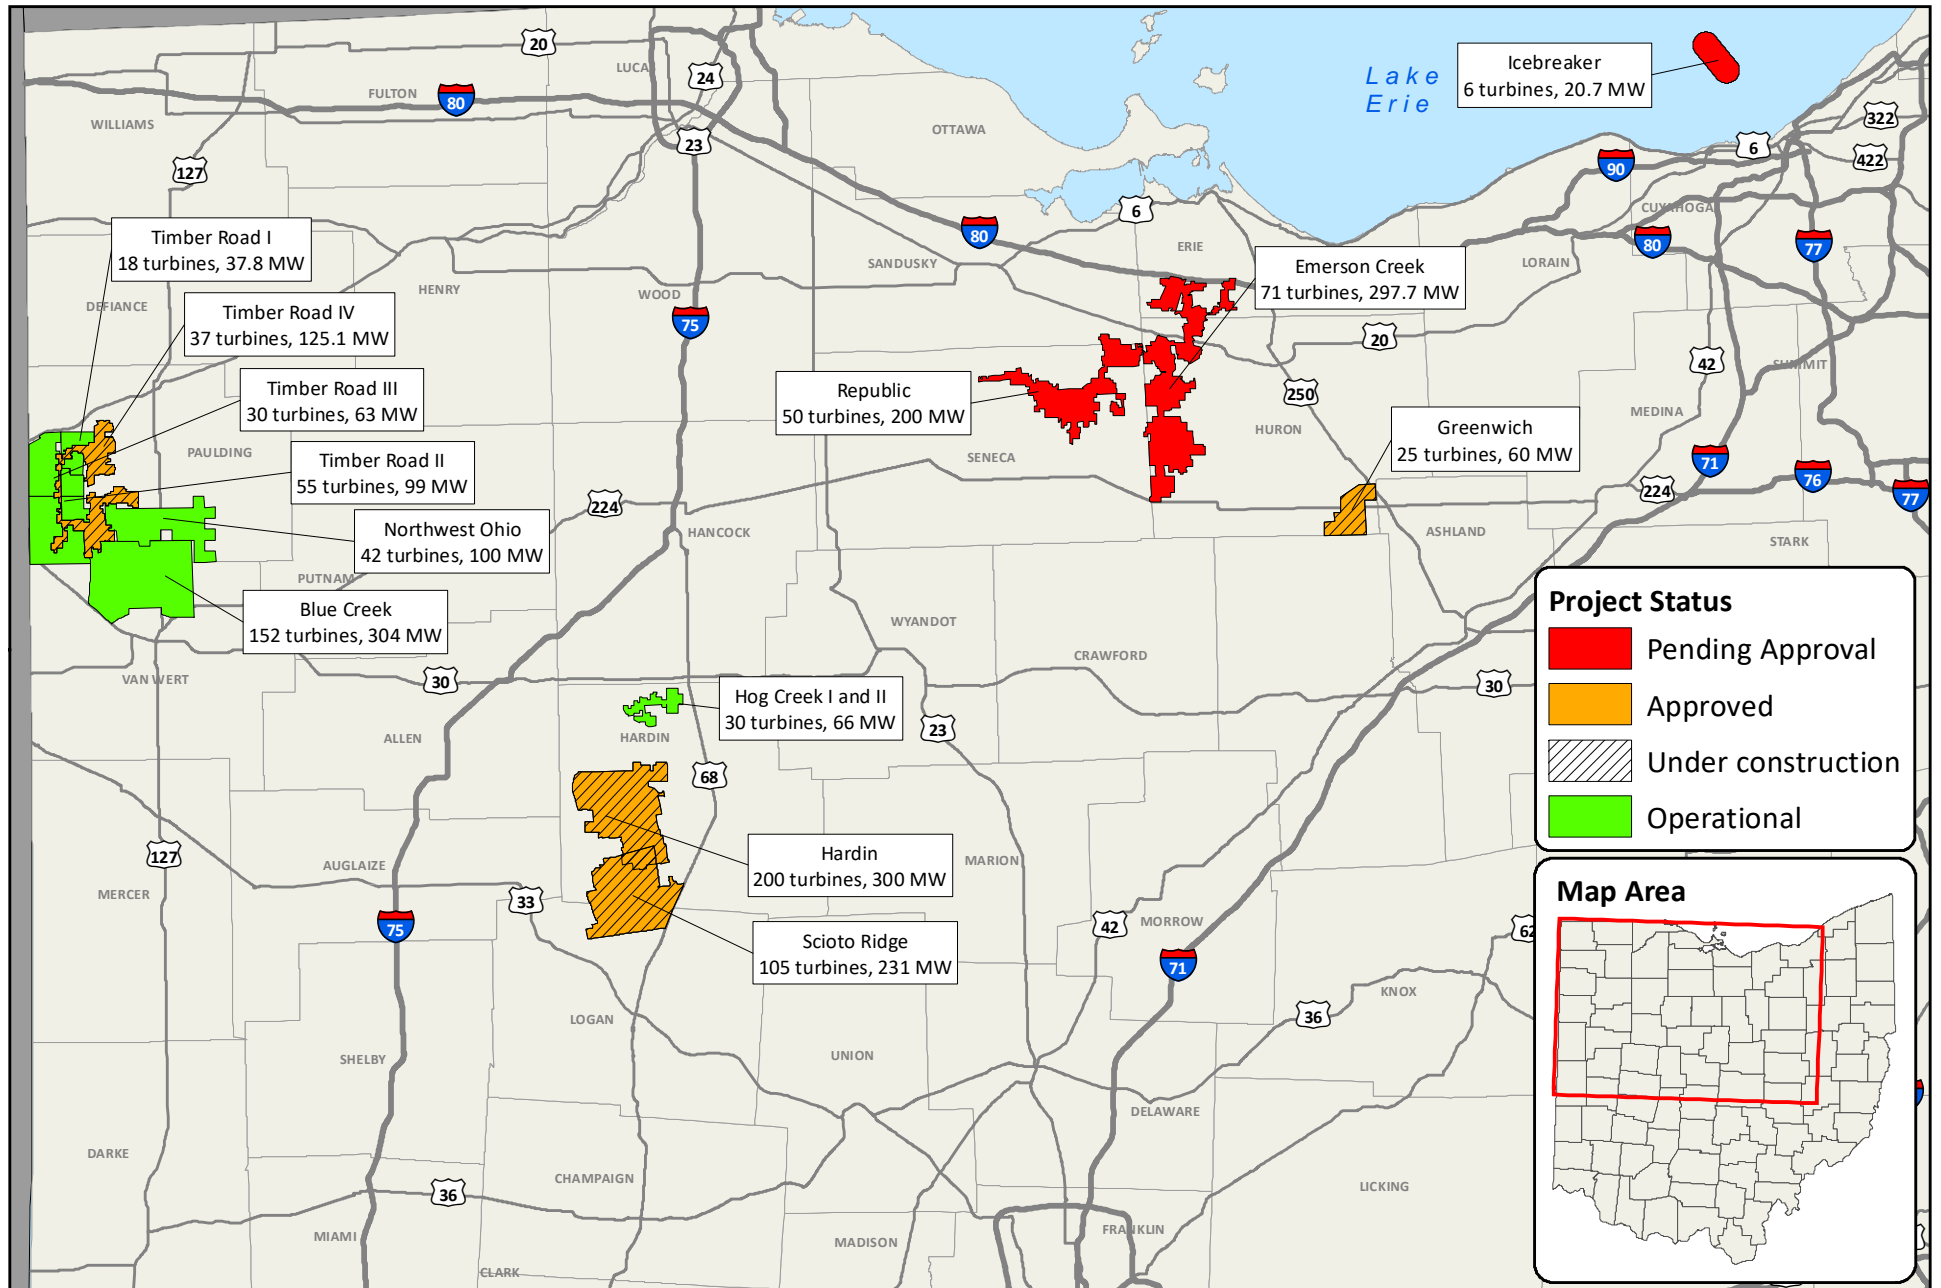 20
LUCA
24
80
FULTON
WILLIAMS
127
23
OTTAWA
Lake
Erie
Icebreaker
6 turbines, 20.7 MW
322
6
422
90
CUYAHOGA
80
77
6
80
ERIE
SANDUSKY
LORAIN
Timber Road I
18 turbines, 37.8 MW
DEFIANCE
HENRY
WOOD
75
Emerson Creek
71 turbines, 297.7 MW
Timber Road IV
37 turbines, 125.1 MW
20
42
SUMMIT
Timber Road III
30 turbines, 63 MW
Republic
50 turbines, 200 MW
250
MEDINA
HURON
Greenwich
25 turbines, 60 MW
PAULDING
Timber Road II
55 turbines, 99 MW
SENECA
71
76
77
224
224
Northwest Ohio
42 turbines, 100 MW
HANCOCK
ASHLAND
STARK
PUTNAM
Blue Creek
152 turbines, 304 MW
WYANDOT
CRAWFORD
VAN WERT
30
30
Hog Creek I and II
30 turbines, 66 MW
23
HARDIN
ALLEN
68
127
AUGLAIZE
MERCER
Hardin
200 turbines, 300 MW
MARION
33
75
Scioto Ridge
105 turbines, 231 MW
42
MORROW
62
71
KNOX
36
LOGAN
SHELBY
UNION
DELAWARE
DARKE
CHAMPAIGN
36
LICKING
MIAMI
MADISON
FRANKLIN
CLARK
Project Status
Pending Approval
Approved
Under construction
Operational
Map Area